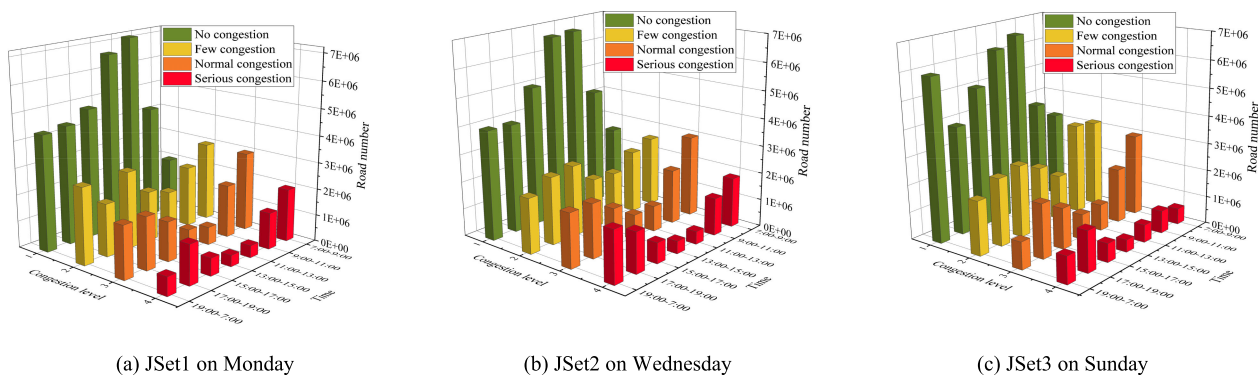 No congestion
Few congestion
Normal congestion
Serious congestion
7E+06
6E+06
5E+06
4E+06
3E+06
2E+06
1E+06
0E+00
Road number
1
2
3
4
Congestion level
7:00-9:00
9:00-11:00
11:00-13:00
13:00-15:00
15:00-17:00
17:00-19:00
19:00-7:00
Time
(a) JSet1 on Monday
No congestion
Few congestion
Normal congestion
Serious congestion
7E+06
6E+06
5E+06
4E+06
3E+06
2E+06
1E+06
0E+00
Road number
1
2
3
4
Congestion level
7:00-9:00
9:00-11:00
11:00-13:00
13:00-15:00
15:00-17:00
17:00-19:00
19:00-7:00
Time
(b) JSet2 on Wednesday
No congestion
Few congestion
Normal congestion
Serious congestion
7E+06
6E+06
5E+06
4E+06
3E+06
2E+06
1E+06
0E+00
Road number
1
2
3
4
Congestion level
7:00-9:00
9:00-11:00
11:00-13:00
13:00-15:00
15:00-17:00
17:00-19:00
19:00-7:00
Time
(c) JSet3 on Sunday